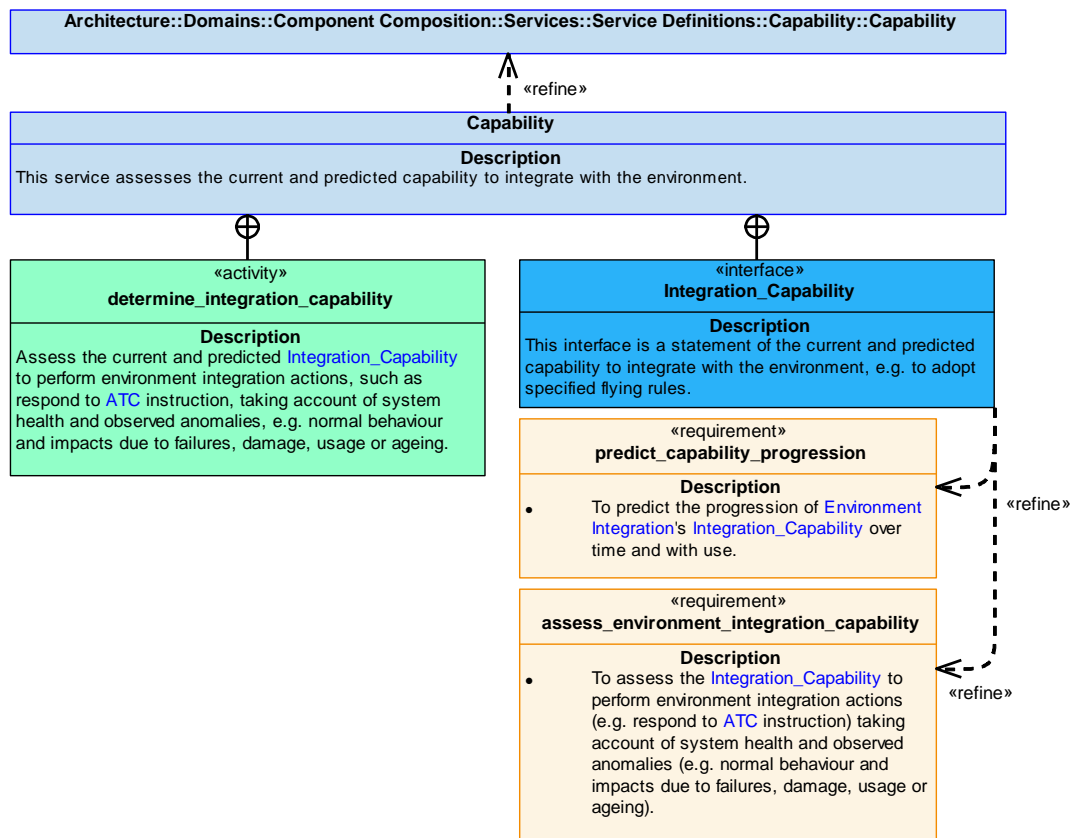 Architecture::Domains::Component Composition::Services::Service Definitions::Capability::Capability
«refine»
Capability
Description
This service assesses the current and predicted capability to integrate with the environment.
«activity»
determine_integration_capability
Description
Assess the current and predicted Integration_Capability
to perform environment integration actions, such as
respond to ATC instruction, taking account of system
health and observed anomalies, e.g. normal behaviour
and impacts due to failures, damage, usage or ageing.
«interface»
Integration_Capability
Description
This interface is a statement of the current and predicted
capability to integrate with the environment, e.g. to adopt
specified flying rules.
«requirement»
predict_capability_progression
Description
• To predict the progression of Environment
Integration's Integration_Capability over
time and with use.
«refine»
«requirement»
assess_environment_integration_capability
Description
• To assess the Integration_Capability to
perform environment integration actions
(e.g. respond to ATC instruction) taking
account of system health and observed
anomalies (e.g. normal behaviour and
impacts due to failures, damage, usage or
ageing).
«refine»